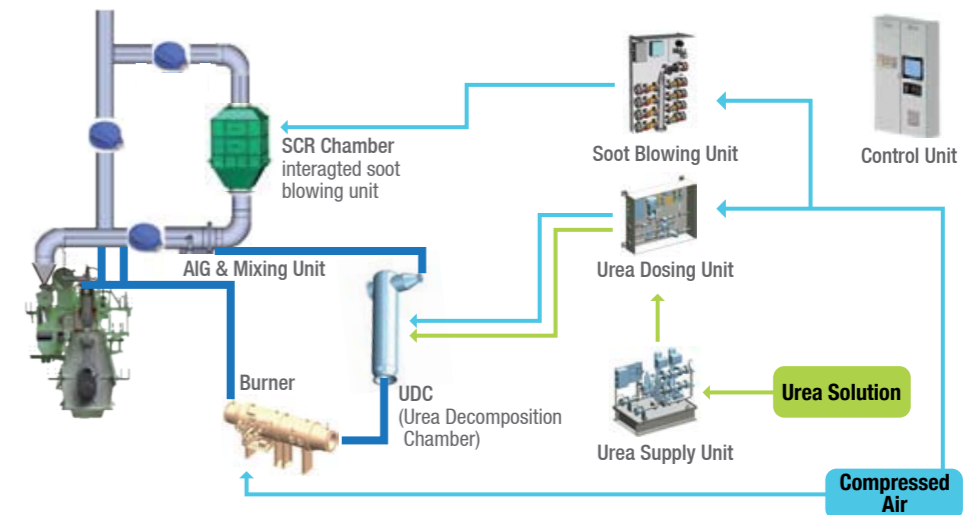 SCR Chamber
interagted soot
blowing unit
Soot Blowing Unit
Control Unit
AIG & Mixing Unit
Urea Dosing Unit
Burner
UDC
(Urea Decomposition
Chamber)
Urea Solution
Urea Supply Unit
Compressed
Air